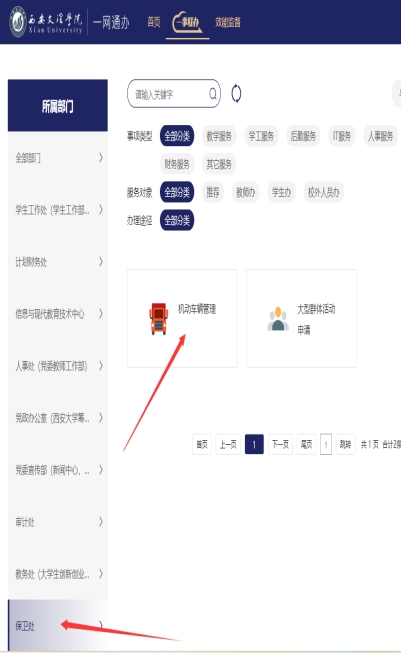 西安文理学院 一网通办 首页 一事联办 效能监督
Xi'an University
所属部门
请输入关键字
事项类型 全部分类 教学服务 学工服务 后勤服务 IT服务 人事服务
财务服务 其它服务
服务对象 全部分类 推荐 教师办 学生办 校外人员办
办理途径 全部分类
全部部门
学生工作处（学生工作部...
计划财务处
信息与现代教育技术中心
人事处（党委教师工作部）
党政办公室（西安大学筹...
党委宣传部（新闻中心、...
审计处
教务处（大学生创新创业...
保卫处
机动车辆管理
大型群体活动
申请
首页 上一页 1 下一页 尾页 1 跳转 共1页 合计2条